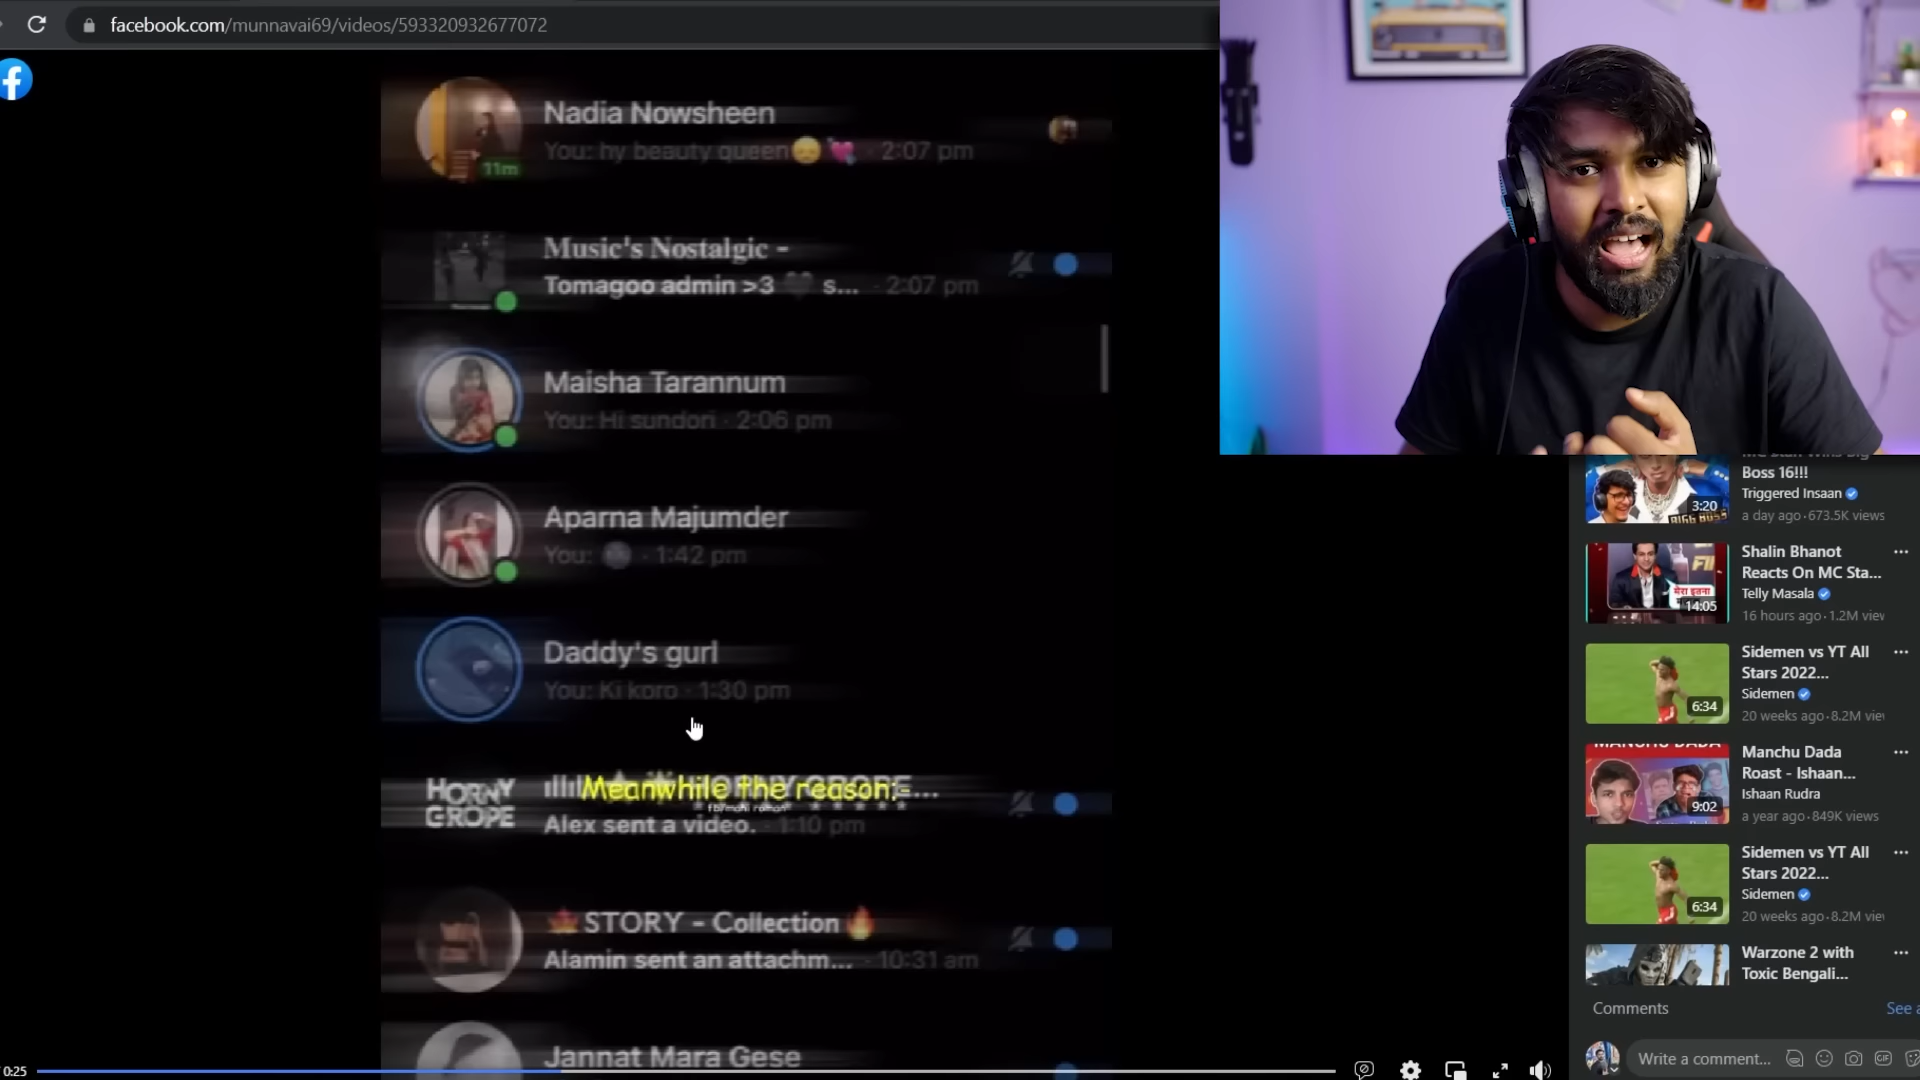 facebook.com/munnavai69/videos/593320932677072
Nadia Nowsheen
You: hy beauty queen😞💘 · 2:07 pm
11m
Music's Nostalgic -
Tomagoo admin >3 🖤 s... · 2:07 pm
Maisha Tarannum
You: Hi sundori · 2:06 pm
Aparna Majumder
You: · 1:42 pm
Daddy's gurl
You: Ki koro · 1:30 pm
HORNY
GROPE
HORNY GROPE...
Meanwhile the reason:-
Alex sent a video. · 1:10 pm
🍁STORY - Collection🔥
Alamin sent an attachm... · 10:31 am
Jannat Mara Gese
0:25
Boss 16!!!
Triggered Insaan
a day ago · 673.5K views
3:20
Shalin Bhanot
Reacts On MC Sta...
Telly Masala
16 hours ago · 1.2M view
14:05
Sidemen vs YT All
Stars 2022...
Sidemen
20 weeks ago · 8.2M view
6:34
Manchu Dada
Roast - Ishaan...
Ishaan Rudra
a year ago · 849K views
9:02
Sidemen vs YT All
Stars 2022...
Sidemen
20 weeks ago · 8.2M view
6:34
Warzone 2 with
Toxic Bengali...
Comments
See a
Write a comment...
GIF